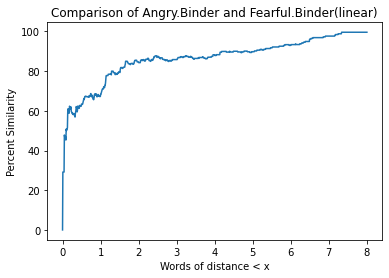 Comparison of Angry.Binder and Fearful.Binder(linear)
100
80
60
40
20
0
Percent Similarity
0 1 2 3 4 5 6 7 8
Words of distance < x